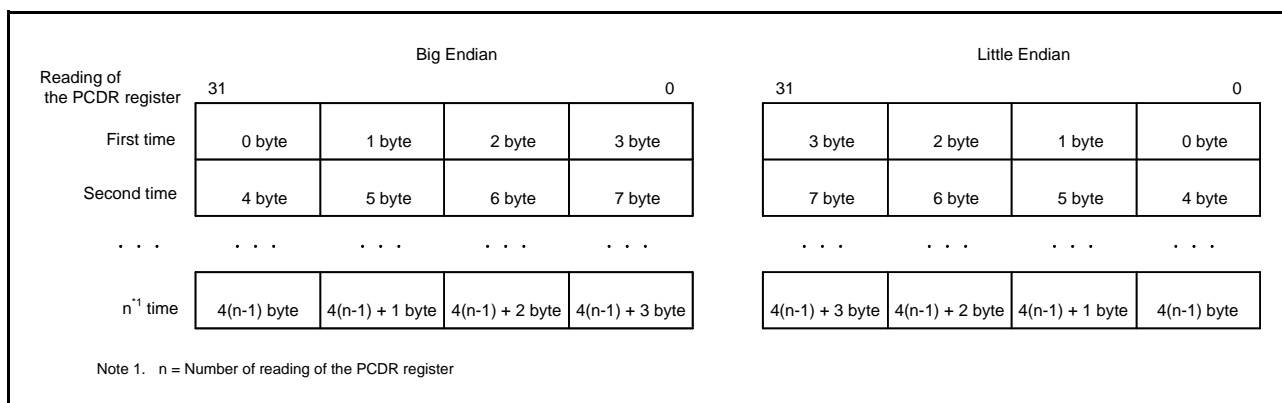 Big Endian Little Endian
Reading of
the PCDR register
31 0 31 0
First time 0 byte 1 byte 2 byte 3 byte 3 byte 2 byte 1 byte 0 byte
Second time 4 byte 5 byte 6 byte 7 byte 7 byte 6 byte 5 byte 4 byte
. . . . . . . . . . . . . . . . . . . . . . . . . . .
n*1 time 4(n-1) byte 4(n-1) + 1 byte 4(n-1) + 2 byte 4(n-1) + 3 byte 4(n-1) + 3 byte 4(n-1) + 2 byte 4(n-1) + 1 byte 4(n-1) byte
Note 1. n = Number of reading of the PCDR register